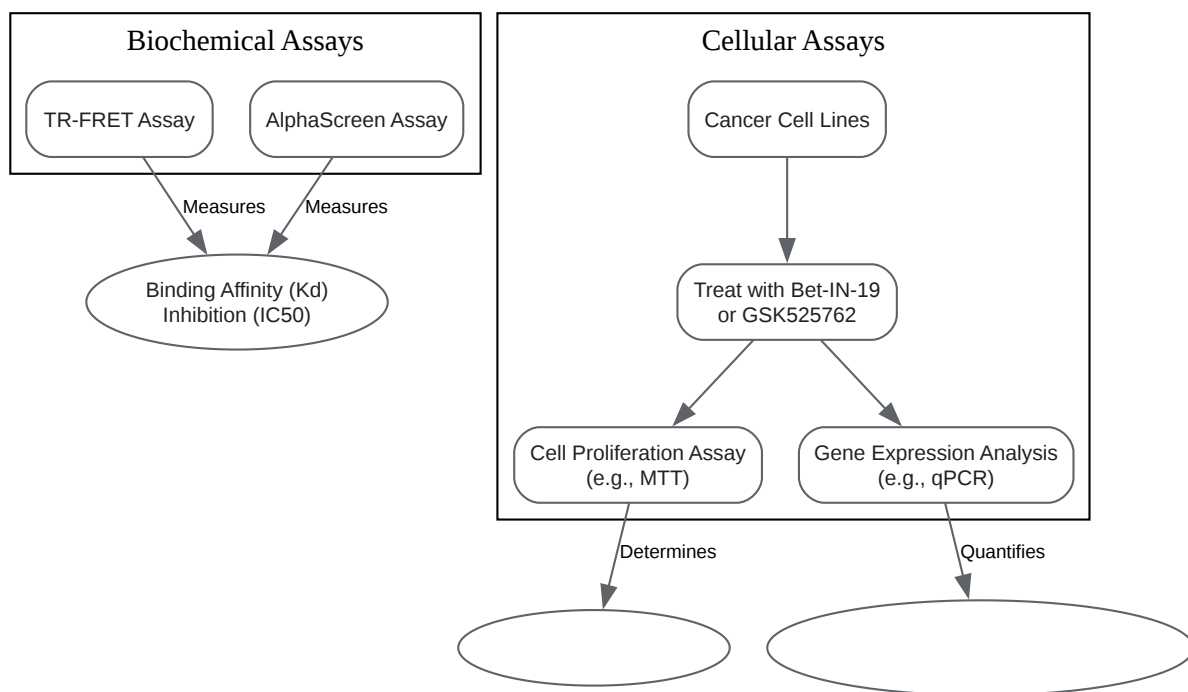 Biochemical Assays
TR-FRET Assay
AlphaScreen Assay
Measures
Measures
Binding Affinity (Kd)
Inhibition (IC50)
Cellular Assays
Cancer Cell Lines
Treat with Bet-IN-19
or GSK525762
Cell Proliferation Assay
(e.g., MTT)
Gene Expression Analysis
(e.g., qPCR)
Determines
Quantifies